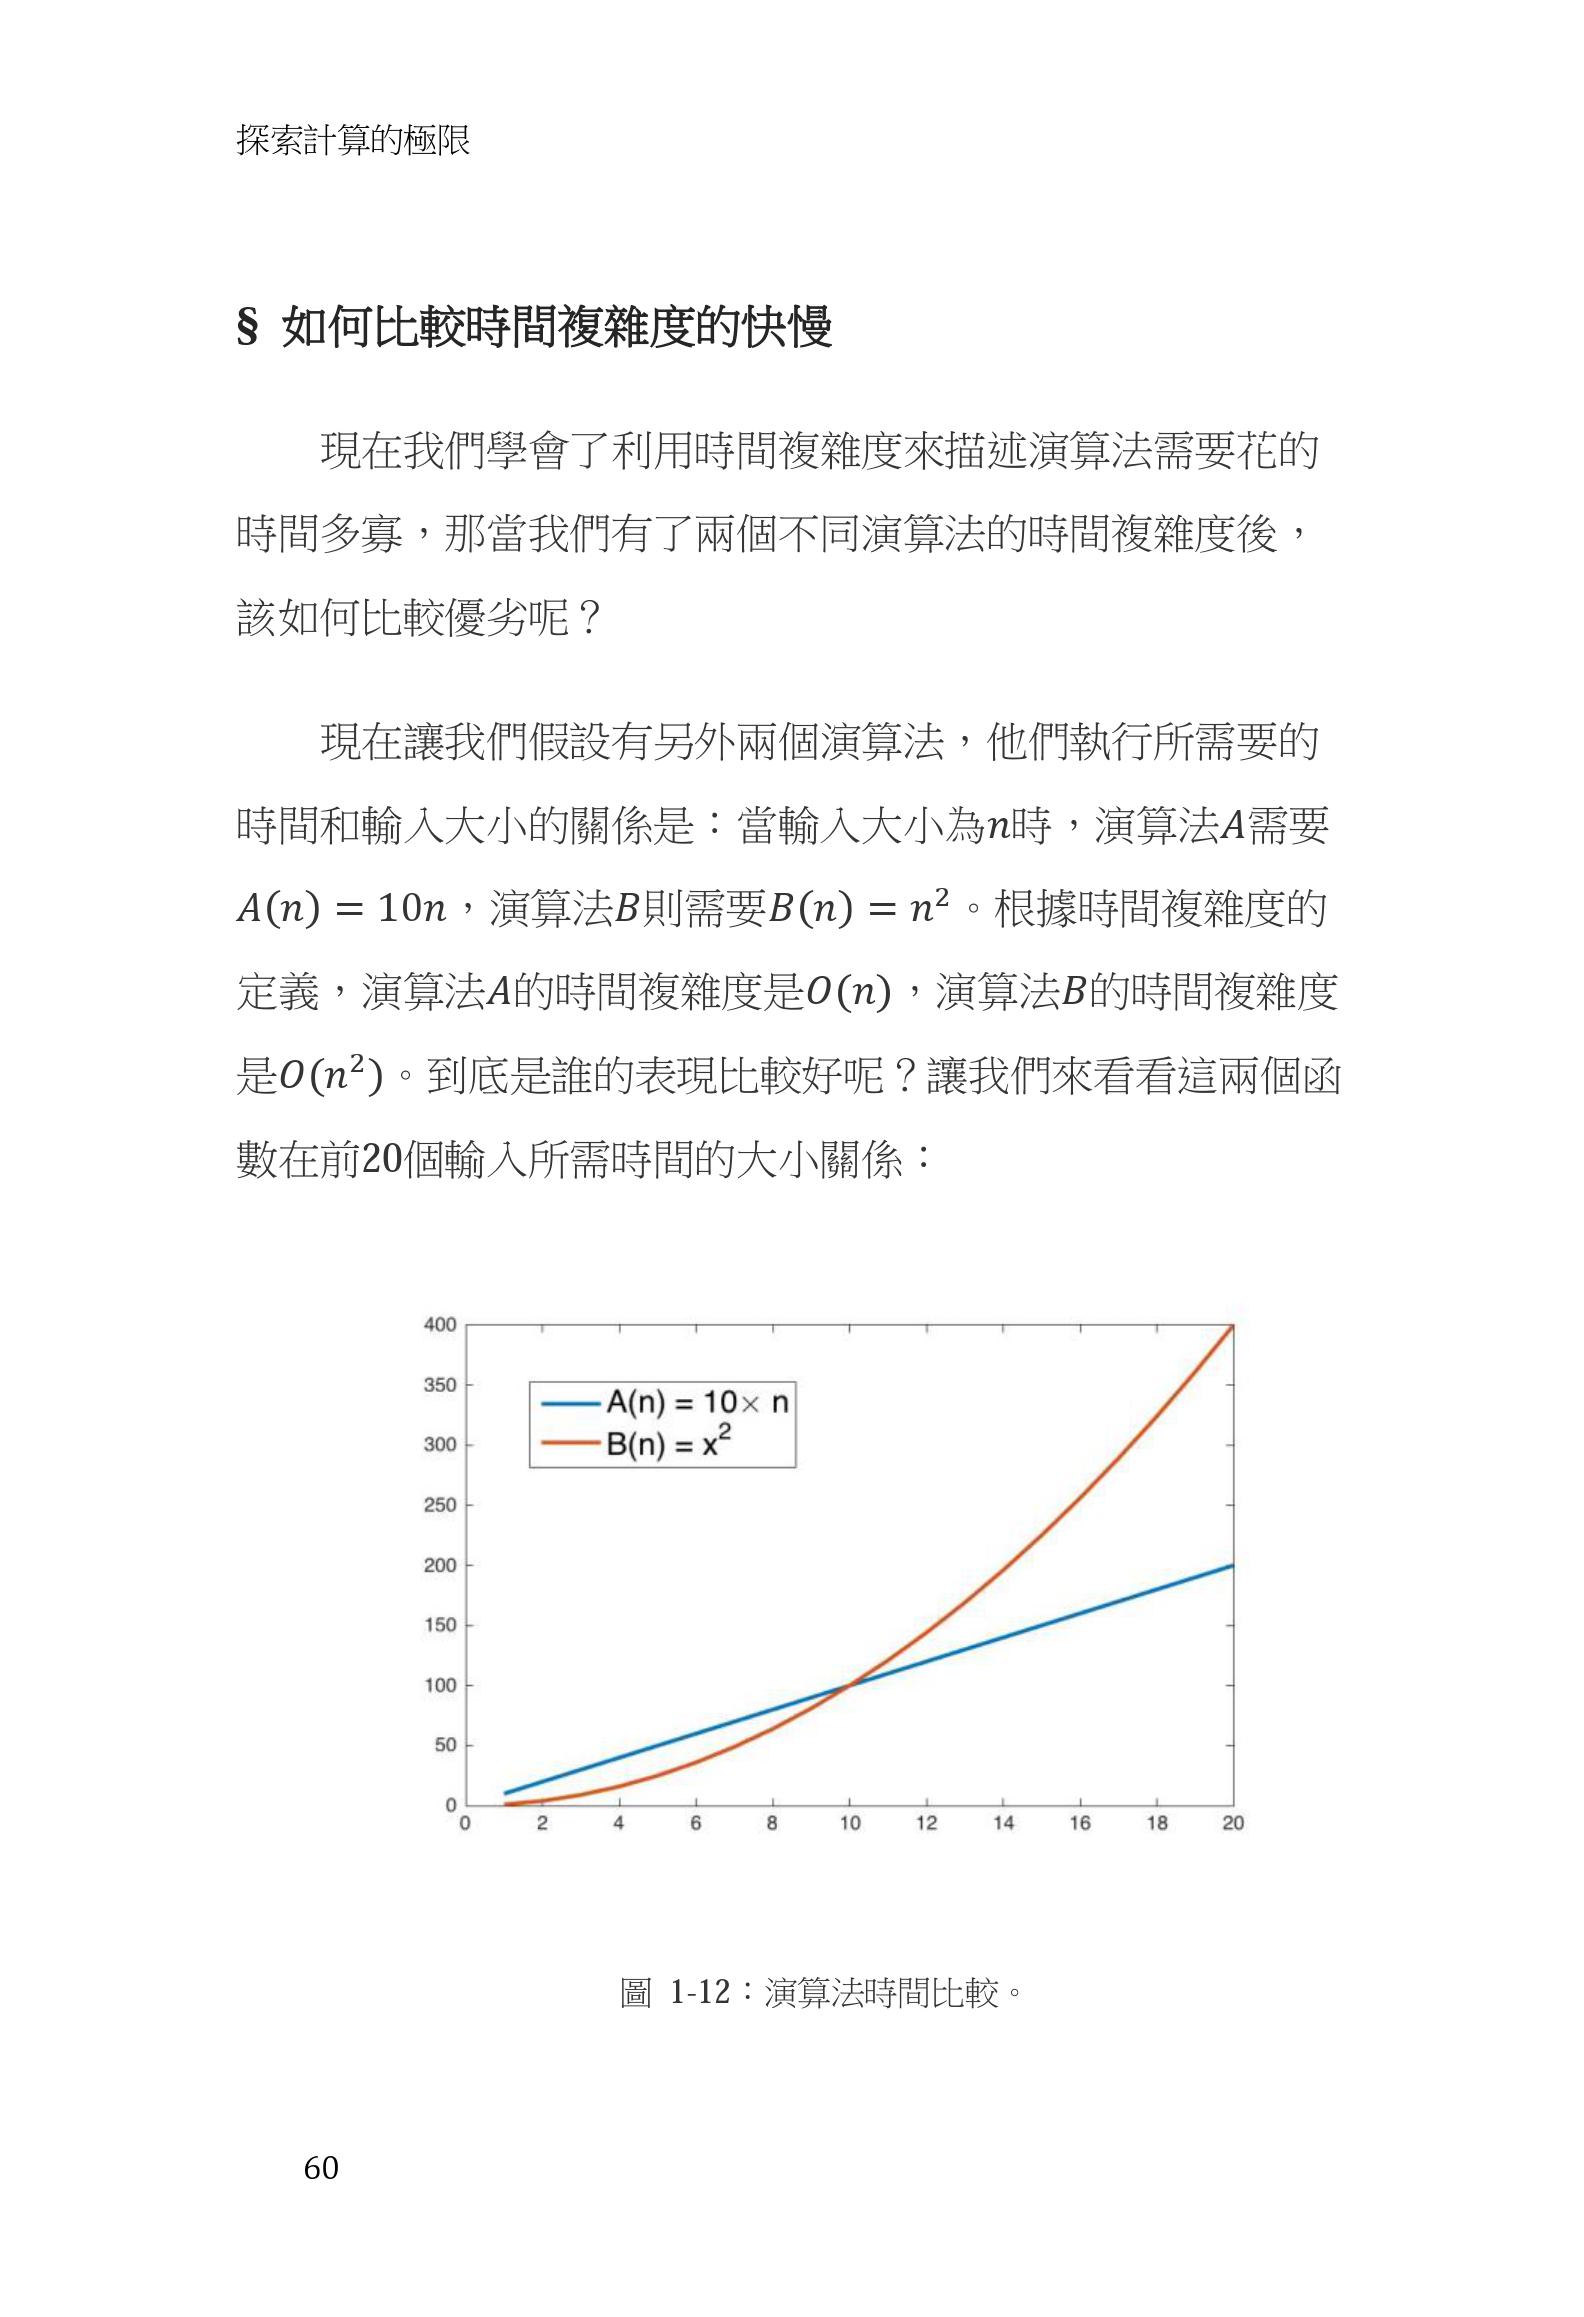 探索計算的極限
§ 如何比較時間複雜度的快慢
現在我們學會了利用時間複雜度來描述演算法需要花的
時間多寡，那當我們有了兩個不同演算法的時間複雜度後，
該如何比較優劣呢？
現在讓我們假設有另外兩個演算法，他們執行所需要的
時間和輸入大小的關係是：當輸入大小為n時，演算法A需要
A(n) = 10n，演算法B則需要B(n) = n²。根據時間複雜度的
定義，演算法A的時間複雜度是O(n)，演算法B的時間複雜度
是O(n²)。到底是誰的表現比較好呢？讓我們來看看這兩個函
數在前20個輸入所需時間的大小關係：
400
350
A(n) = 10× n
B(n) = x²
300
250
200
150
100
50
0
0 2 4 6 8 10 12 14 16 18 20
圖 1-12：演算法時間比較。
60